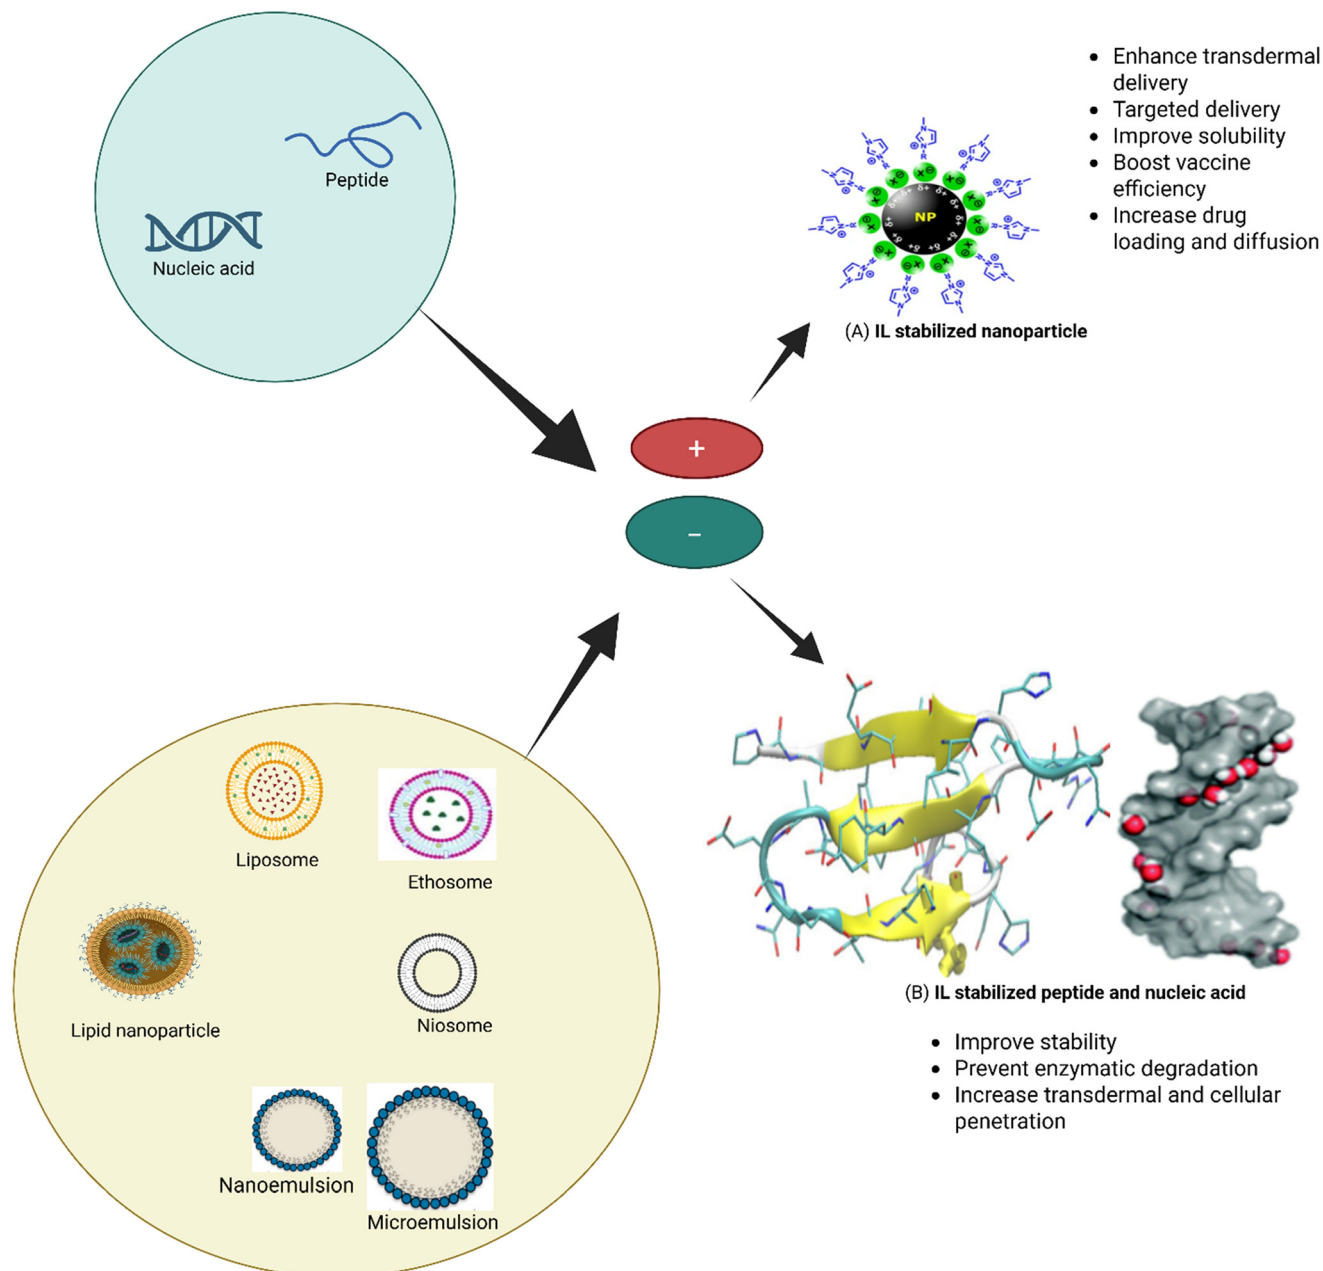 Peptide
Nucleic acid
• Enhance transdermal
delivery
• Targeted delivery
• Improve solubility
• Boost vaccine
efficiency
• Increase drug
loading and diffusion
NP
(A) IL stabilized nanoparticle
+
–
Liposome
Ethosome
Lipid nanoparticle
Niosome
Nanoemulsion
Microemulsion
(B) IL stabilized peptide and nucleic acid
• Improve stability
• Prevent enzymatic degradation
• Increase transdermal and cellular
penetration